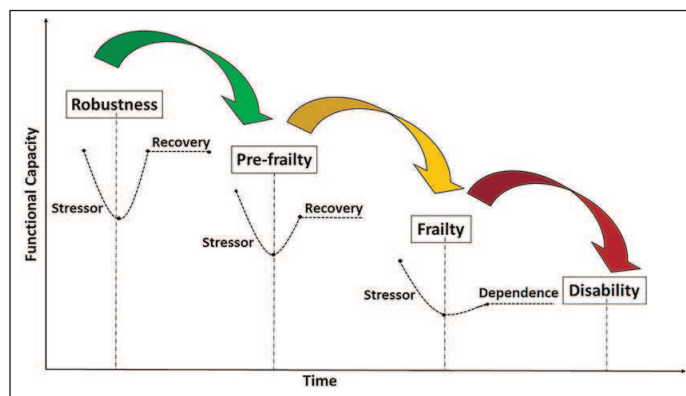 Robustness
Recovery
Pre-frailty
Stressor
Recovery
Stressor
Frailty
Stressor
Dependence
Disability
Functional Capacity
Time